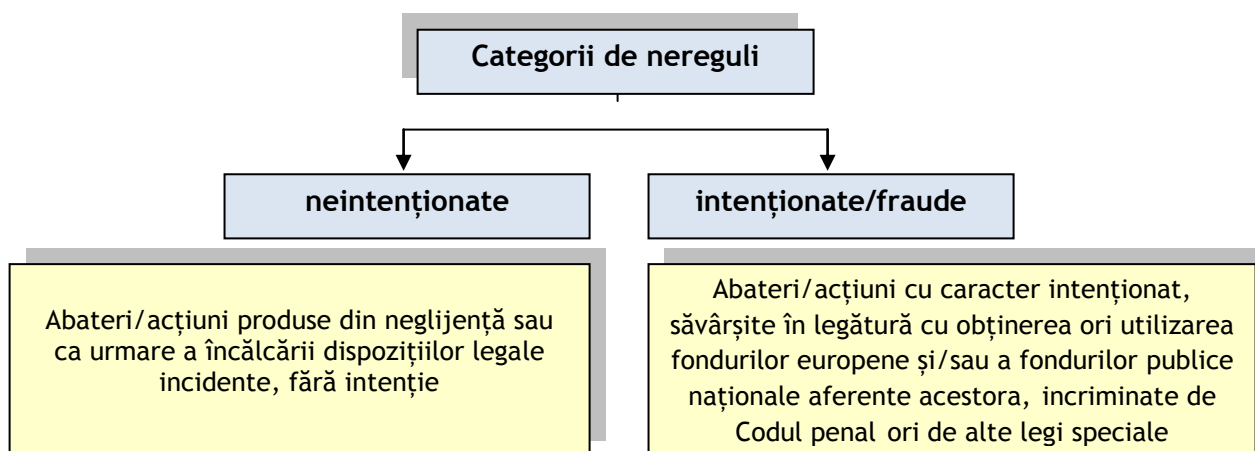 Categorii de nereguli
neintenționate
intenționate/fraude
Abateri/acțiuni produse din neglijență sau
ca urmare a încălcării dispozițiilor legale
incidente, fără intenție
Abateri/acțiuni cu caracter intenționat,
săvârșite în legătură cu obținerea ori utilizarea
fondurilor europene și/sau a fondurilor publice
naționale aferente acestora, incriminate de
Codul penal ori de alte legi speciale